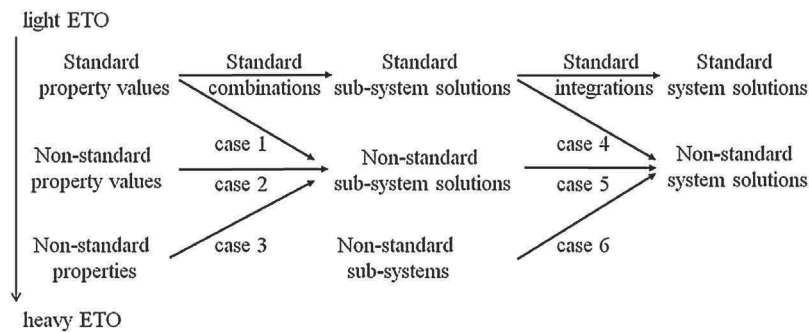 light ETO
Standard property values
Standard combinations
Standard sub-system solutions
Standard integrations
Standard system solutions
case 1
case 4
Non-standard property values
case 2
Non-standard sub-system solutions
case 5
Non-standard system solutions
Non-standard properties
case 3
Non-standard sub-systems
case 6
heavy ETO